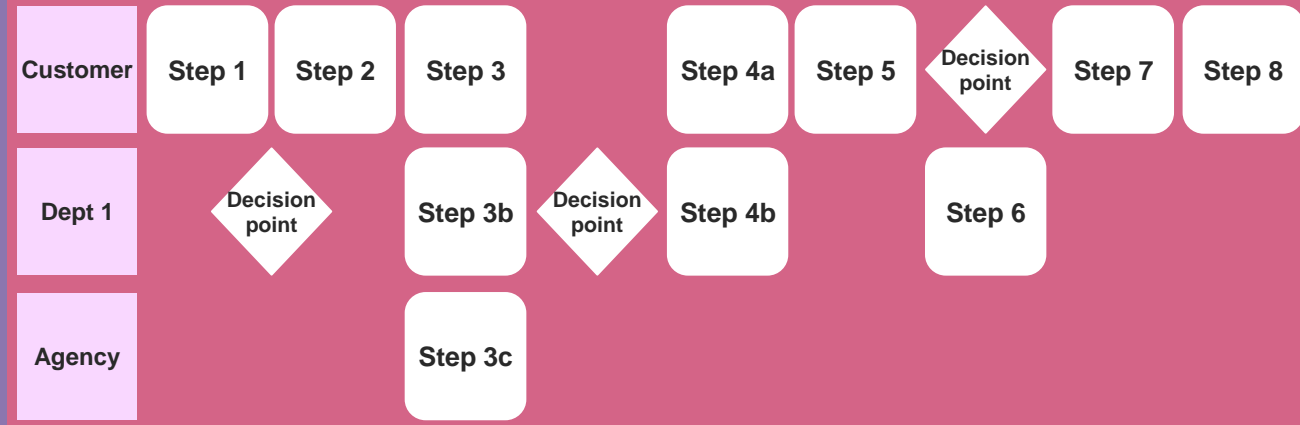 Customer
Step 1
Step 2
Step 3
Step 4a
Step 5
Decision
point
Step 7
Step 8
Dept 1
Decision
point
Step 3b
Decision
point
Step 4b
Step 6
Agency
Step 3c